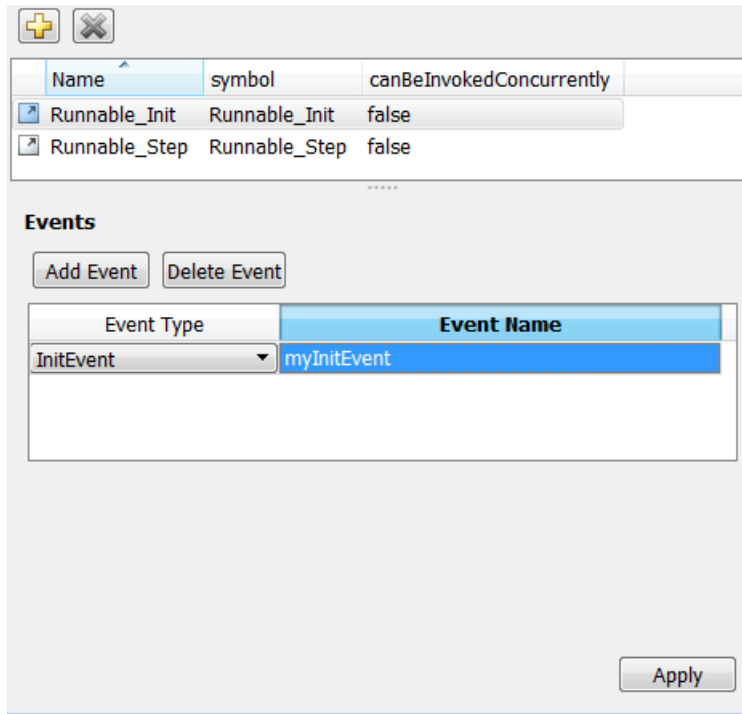 Name symbol canBeInvokedConcurrently
Runnable_Init Runnable_Init false
Runnable_Step Runnable_Step false
Events
Add Event Delete Event
Event Type Event Name
InitEvent myInitEvent
Apply